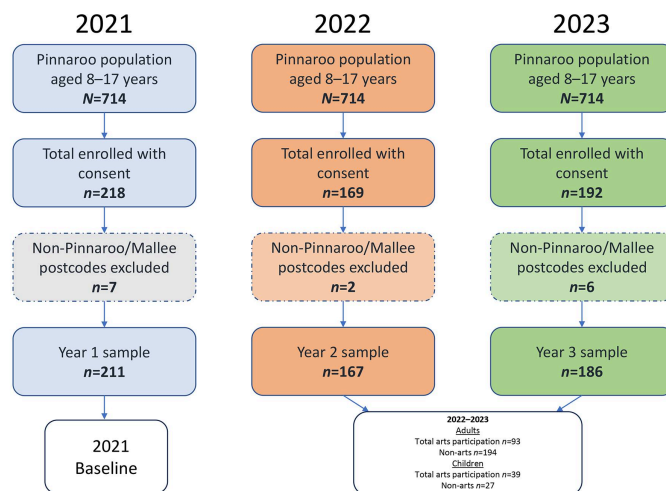 2021
2022
2023
Pinnaroo population
aged 8–17 years
N=714
Pinnaroo population
aged 8–17 years
N=714
Pinnaroo population
aged 8–17 years
N=714
Total enrolled with
consent
n=218
Total enrolled with
consent
n=169
Total enrolled with
consent
n=192
Non-Pinnaroo/Mallee
postcodes excluded
n=7
Non-Pinnaroo/Mallee
postcodes excluded
n=2
Non-Pinnaroo/Mallee
postcodes excluded
n=6
Year 1 sample
n=211
Year 2 sample
n=167
Year 3 sample
n=186
2021
Baseline
2022–2023
Adults
Total arts participation n=93
Non-arts n=194
Children
Total arts participation n=39
Non-arts n=27